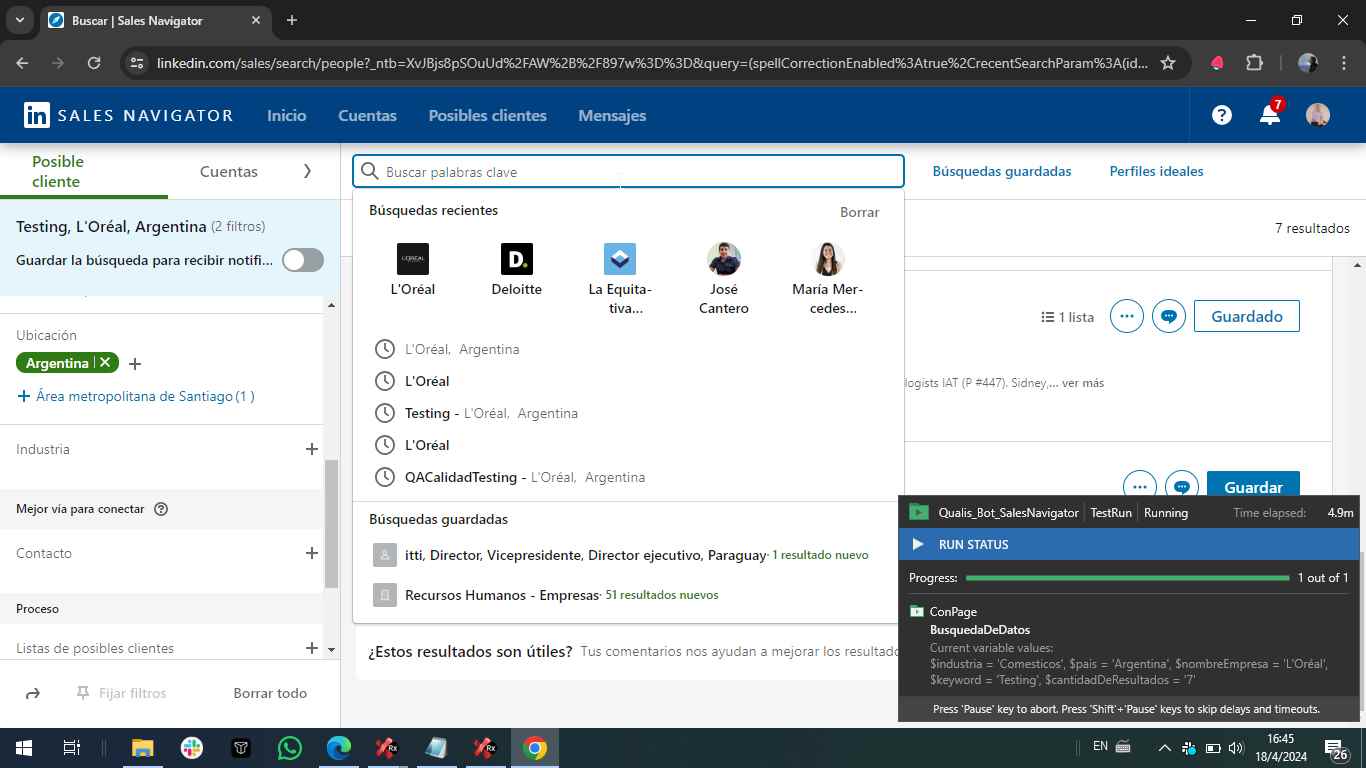 Buscar | Sales Navigator
linkedin.com/sales/search/people?_ntb=XvJBjs8pSOuUd%2FAW%2B%2F897w%3D%3D&query=(spellCorrectionEnabled%3Atrue%2CrecentSearchParam%3A(id...
in SALES NAVIGATOR
Inicio
Cuentas
Posibles clientes
Mensajes
7
Posible
cliente
Cuentas
Buscar palabras clave
Búsquedas guardadas
Perfiles ideales
Testing, L'Oréal, Argentina (2 filtros)
Guardar la búsqueda para recibir notifi...
7 resultados
Ubicación
Argentina
Área metropolitana de Santiago (1 )
Industria
Mejor vía para conectar
Contacto
Proceso
Listas de posibles clientes
Fijar filtros
Borrar todo
Búsquedas recientes
Borrar
L'ORÉAL
D.
L'Oréal
Deloitte
La Equita-
tiva...
José
Cantero
María Mer-
cedes...
L'Oréal, Argentina
L'Oréal
Testing - L'Oréal, Argentina
L'Oréal
QACalidadTesting - L'Oréal, Argentina
Búsquedas guardadas
itti, Director, Vicepresidente, Director ejecutivo, Paraguay· 1 resultado nuevo
Recursos Humanos - Empresas· 51 resultados nuevos
1 lista
Guardado
logists IAT (P #447). Sidney,... ver más
Guardar
¿Estos resultados son útiles? Tus comentarios nos ayudan a mejorar los resultado
Qualis_Bot_SalesNavigator
TestRun
Running
Time elapsed: 4.9m
RUN STATUS
Progress:
1 out of 1
ConPage
BusquedaDeDatos
Current variable values:
$industria = 'Comesticos', $pais = 'Argentina', $nombreEmpresa = 'L'Oréal',
$keyword = 'Testing', $cantidadDeResultados = '7'
Press 'Pause' key to abort. Press 'Shift'+'Pause' keys to skip delays and timeouts.
Rx
Rx
EN
16:45
18/4/2024
26